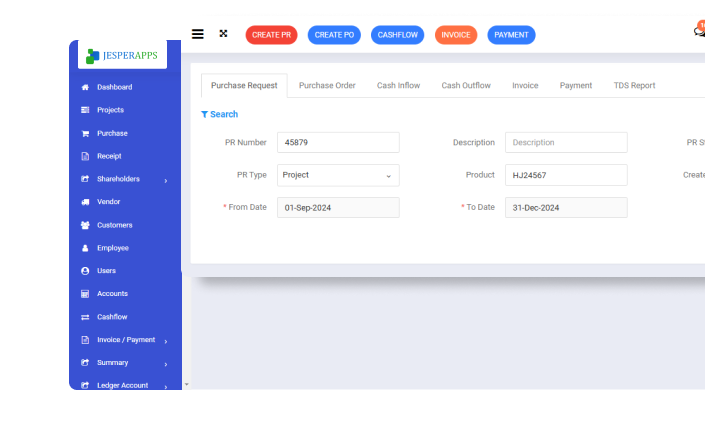 CREATE PR CREATE PO CASHFLOW INVOICE PAYMENT
JESPERAPPS
Dashboard
Projects
Purchase
Receipt
Shareholders
Vendor
Customers
Employee
Users
Accounts
Cashflow
Invoice / Payment
Summary
Ledger Account
Purchase Request Purchase Order Cash Inflow Cash Outflow Invoice Payment TDS Report
Search
PR Number 45879 Description Description PR S
PR Type Project Product HJ24567 Create
* From Date 01-Sep-2024 * To Date 31-Dec-2024